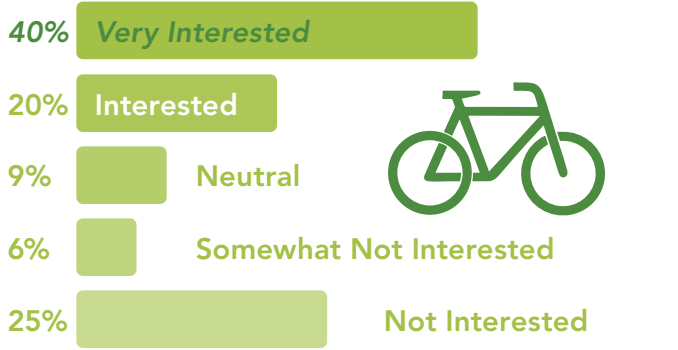 40% Very Interested
20% Interested
9% Neutral
6% Somewhat Not Interested
25% Not Interested